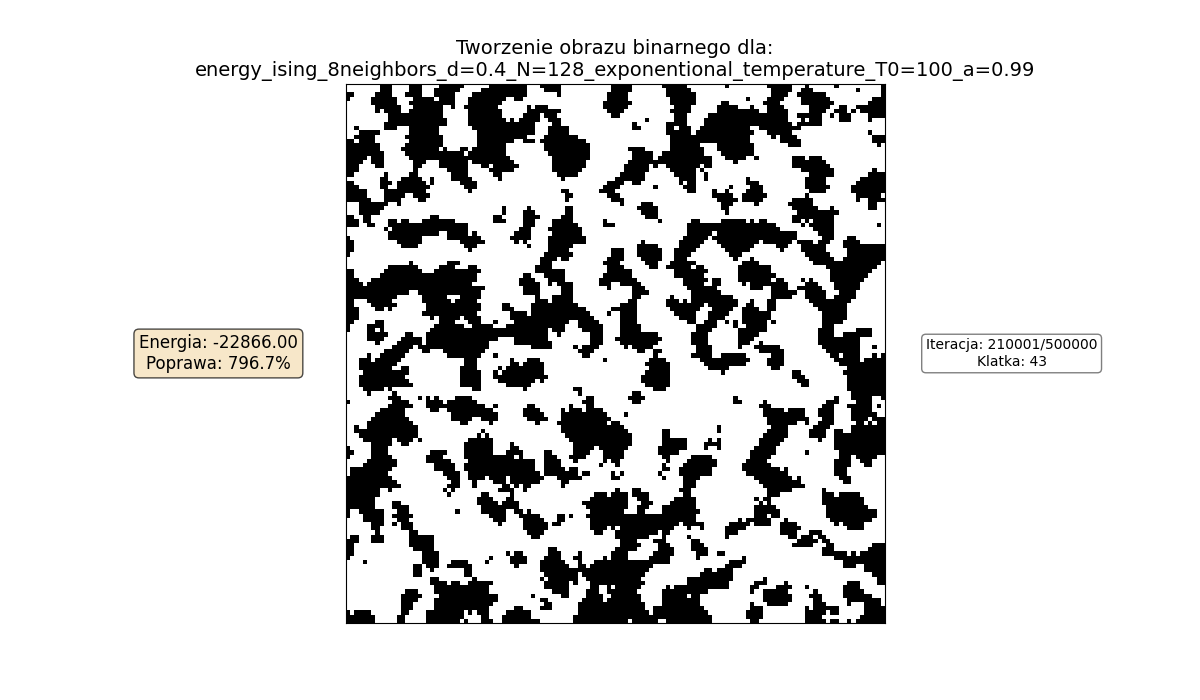 Tworzenie obrazu binarnego dla:
energy_ising_8neighbors_d=0.4_N=128_exponentional_temperature_T0=100_a=0.99
Energia: -22866.00
Poprawa: 796.7%
Iteracja: 210001/500000
Klatka: 43